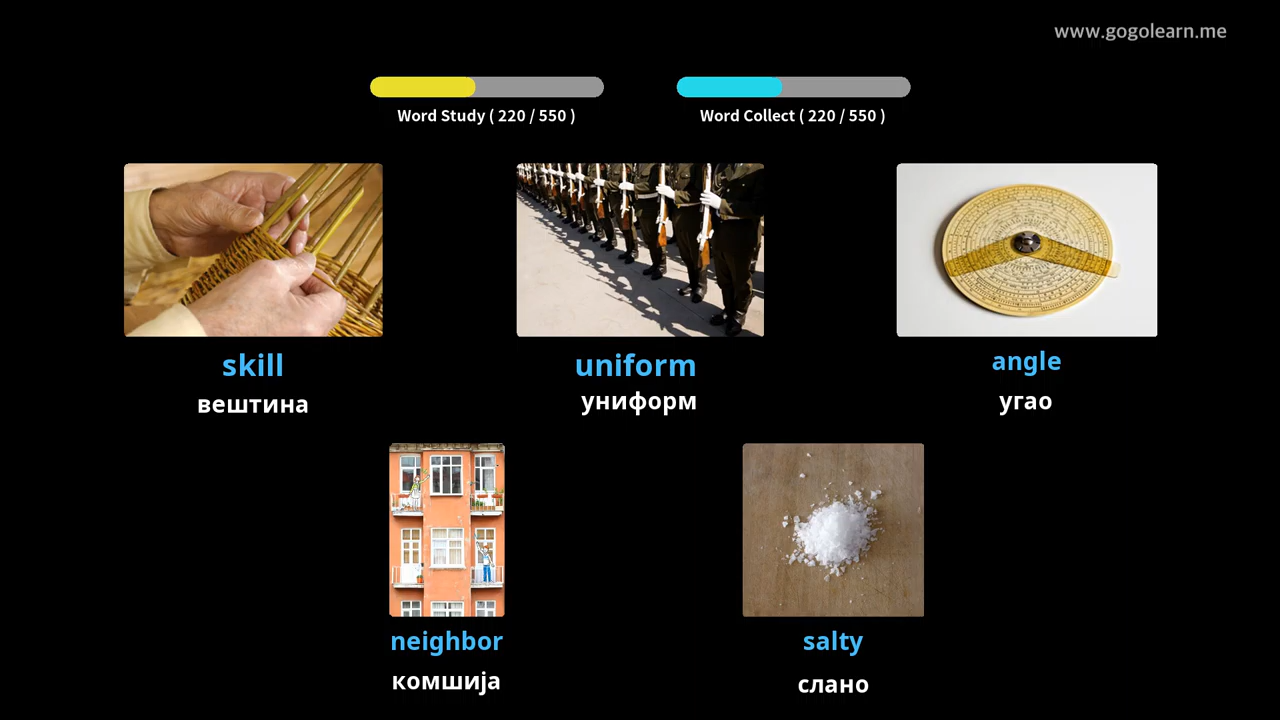 www.gogolearn.me
Word Study ( 220 / 550 )
Word Collect ( 220 / 550 )
skill
uniform
angle
вештина
униформ
угао
neighbor
salty
комшија
слано